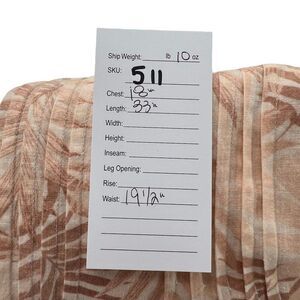 Ship Weight: lb 10 oz
SKU: 511
Chest: 18"
Length: 33"
Width:
Height:
Inseam:
Leg Opening:
Rise:
Waist: 19 1/2"